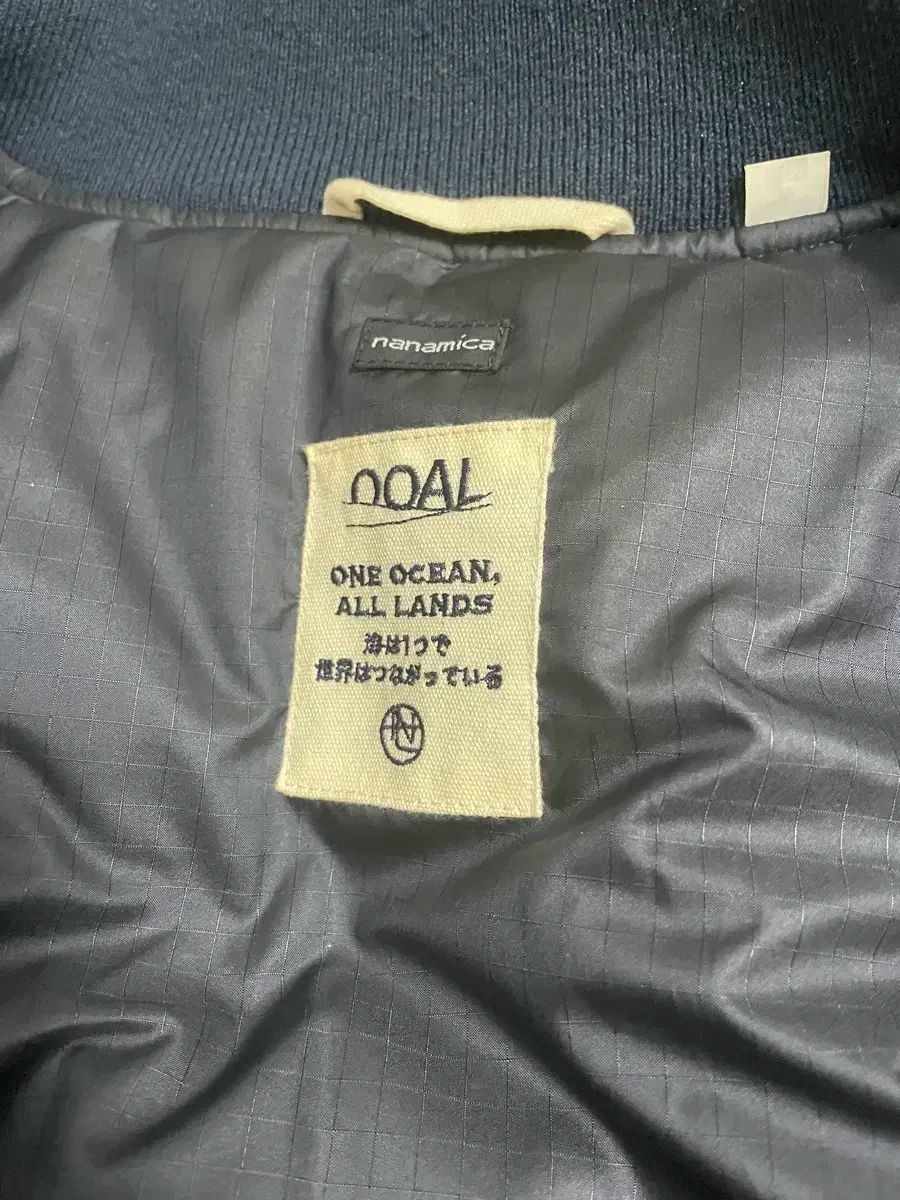 nanamica
nOAL
ONE OCEAN,
ALL LANDS
海は1つで
世界はつながっている